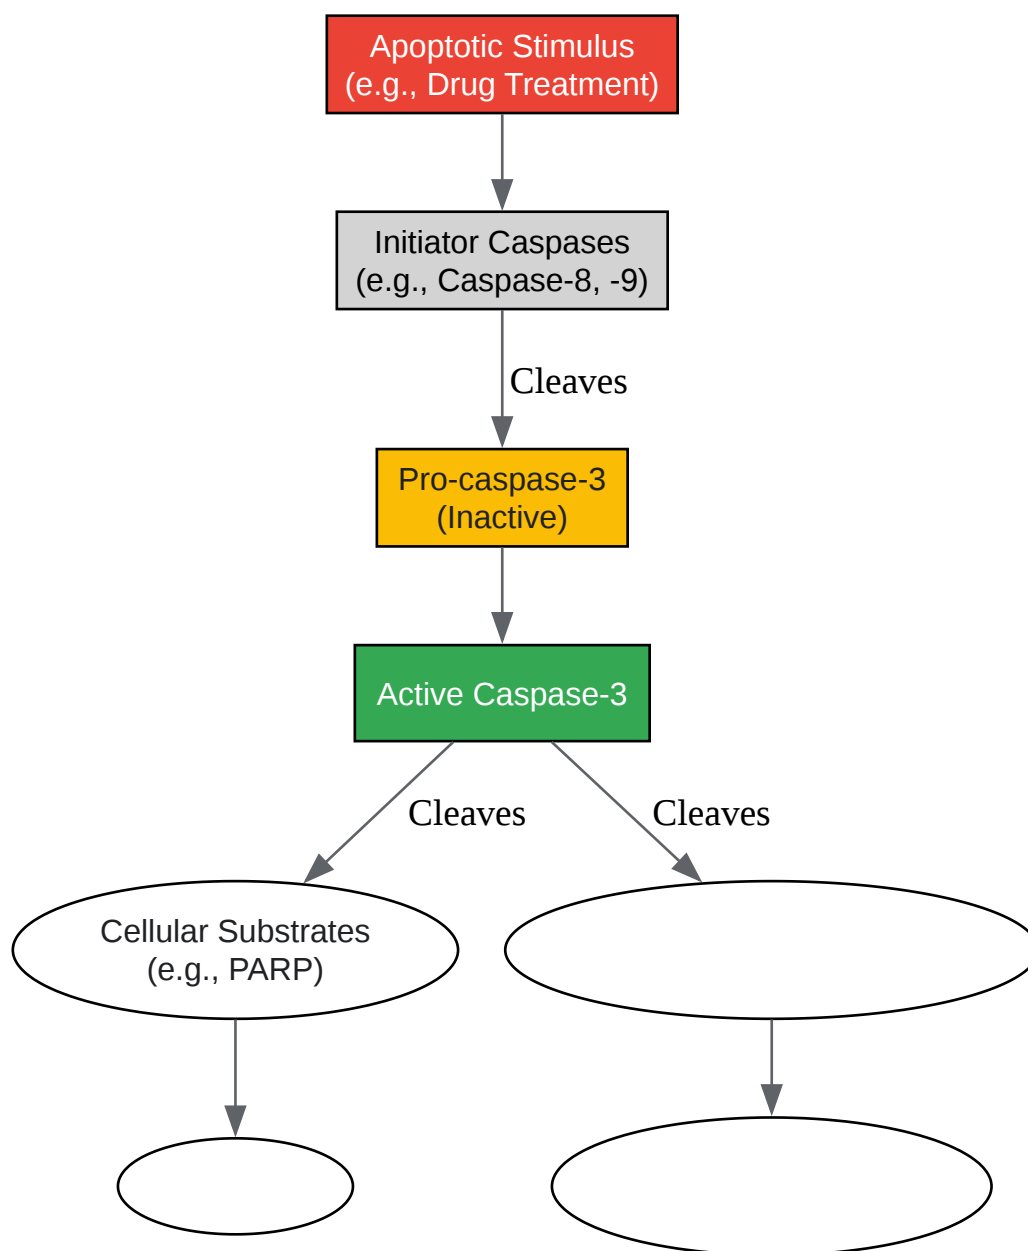 Apoptotic Stimulus
(e.g., Drug Treatment)
Initiator Caspases
(e.g., Caspase-8, -9)
Cleaves
Pro-caspase-3
(Inactive)
Active Caspase-3
Cleaves
Cleaves
Cellular Substrates
(e.g., PARP)